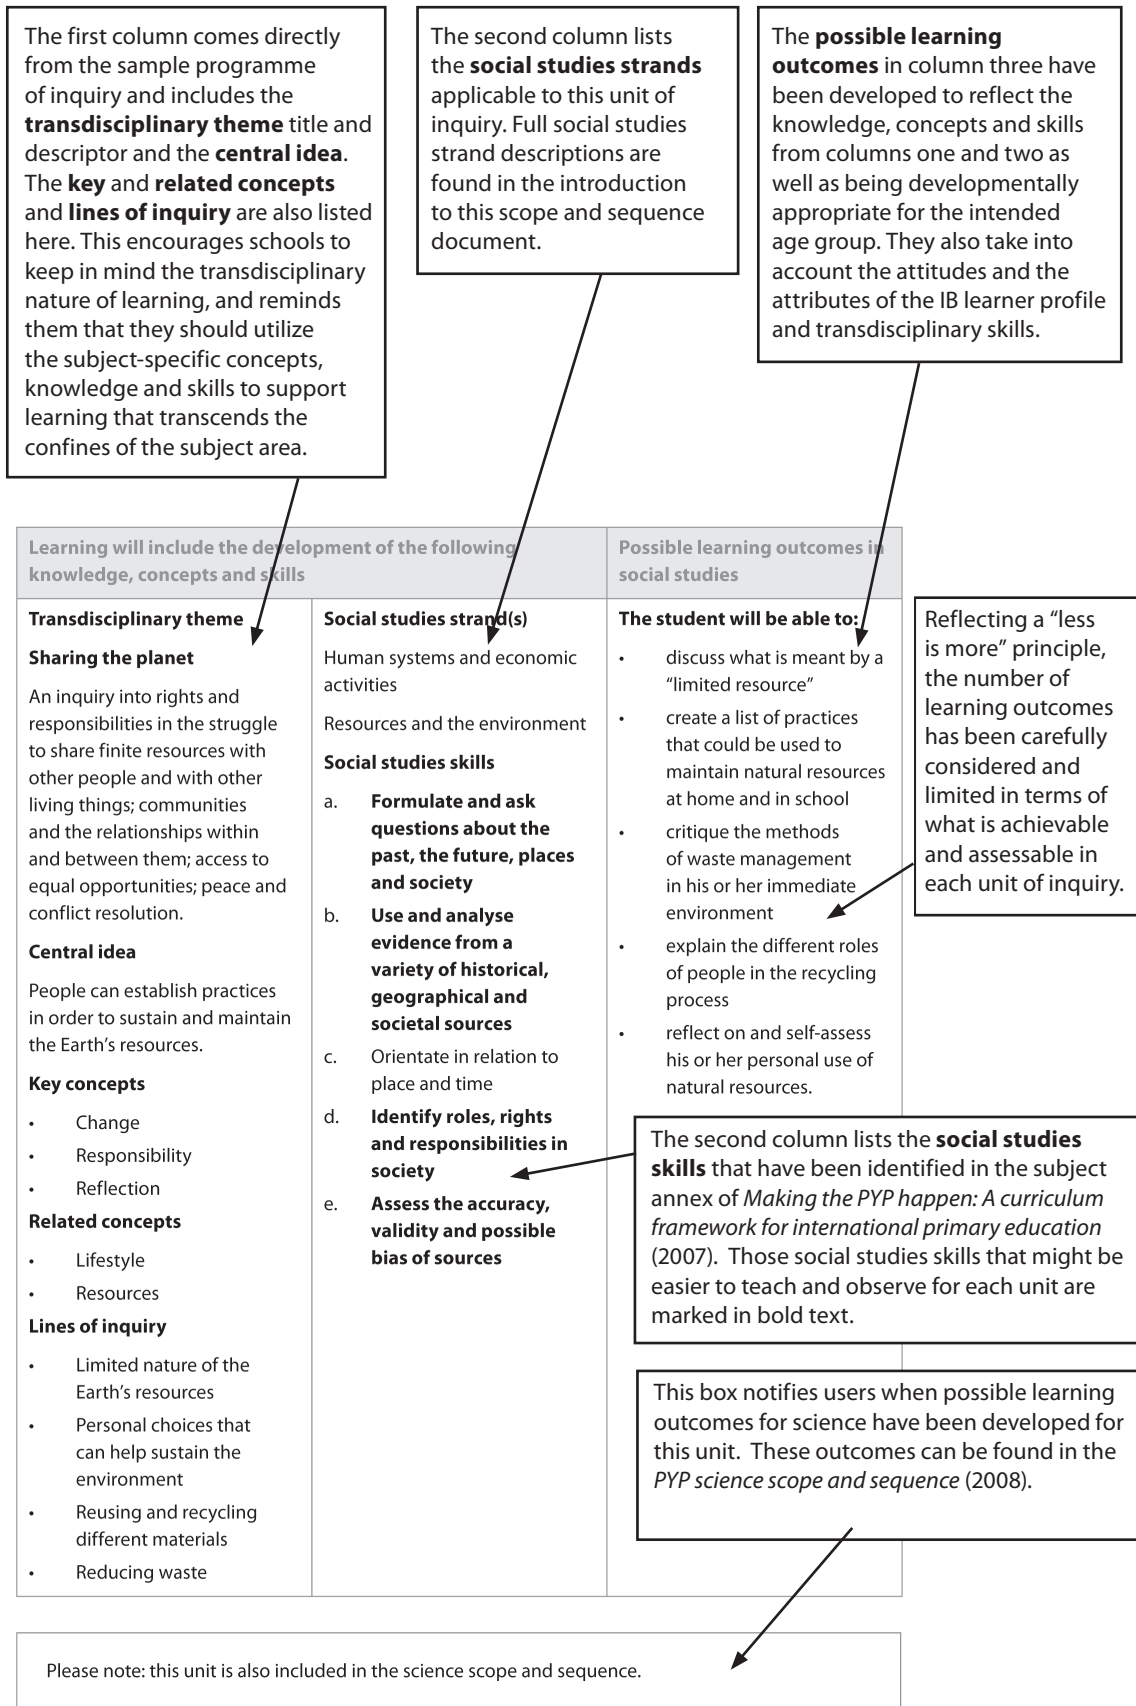 The first column comes directly
from the sample programme
of inquiry and includes the
transdisciplinary theme title and
descriptor and the central idea.
The key and related concepts
and lines of inquiry are also listed
here. This encourages schools to
keep in mind the transdisciplinary
nature of learning, and reminds
them that they should utilize
the subject-specific concepts,
knowledge and skills to support
learning that transcends the
confines of the subject area.
The second column lists
the social studies strands
applicable to this unit of
inquiry. Full social studies
strand descriptions are
found in the introduction
to this scope and sequence
document.
The possible learning
outcomes in column three have
been developed to reflect the
knowledge, concepts and skills
from columns one and two as
well as being developmentally
appropriate for the intended
age group. They also take into
account the attitudes and the
attributes of the IB learner profile
and transdisciplinary skills.
Learning will include the development of the following
knowledge, concepts and skills
Possible learning outcomes in
social studies
Transdisciplinary theme
Sharing the planet
An inquiry into rights and
responsibilities in the struggle
to share finite resources with
other people and with other
living things; communities
and the relationships within
and between them; access to
equal opportunities; peace and
conflict resolution.
Central idea
People can establish practices
in order to sustain and maintain
the Earth's resources.
Key concepts
• Change
• Responsibility
• Reflection
Related concepts
• Lifestyle
• Resources
Lines of inquiry
• Limited nature of the
Earth's resources
• Personal choices that
can help sustain the
environment
• Reusing and recycling
different materials
• Reducing waste
Social studies strand(s)
Human systems and economic
activities
Resources and the environment
Social studies skills
a. Formulate and ask
questions about the
past, the future, places
and society
b. Use and analyse
evidence from a
variety of historical,
geographical and
societal sources
c. Orientate in relation to
place and time
d. Identify roles, rights
and responsibilities in
society
e. Assess the accuracy,
validity and possible
bias of sources
The student will be able to:
• discuss what is meant by a
"limited resource"
• create a list of practices
that could be used to
maintain natural resources
at home and in school
• critique the methods
of waste management
in his or her immediate
environment
• explain the different roles
of people in the recycling
process
• reflect on and self-assess
his or her personal use of
natural resources.
Reflecting a "less
is more" principle,
the number of
learning outcomes
has been carefully
considered and
limited in terms of
what is achievable
and assessable in
each unit of inquiry.
The second column lists the social studies
skills that have been identified in the subject
annex of Making the PYP happen: A curriculum
framework for international primary education
(2007). Those social studies skills that might be
easier to teach and observe for each unit are
marked in bold text.
This box notifies users when possible learning
outcomes for science have been developed for
this unit. These outcomes can be found in the
PYP science scope and sequence (2008).
Please note: this unit is also included in the science scope and sequence.